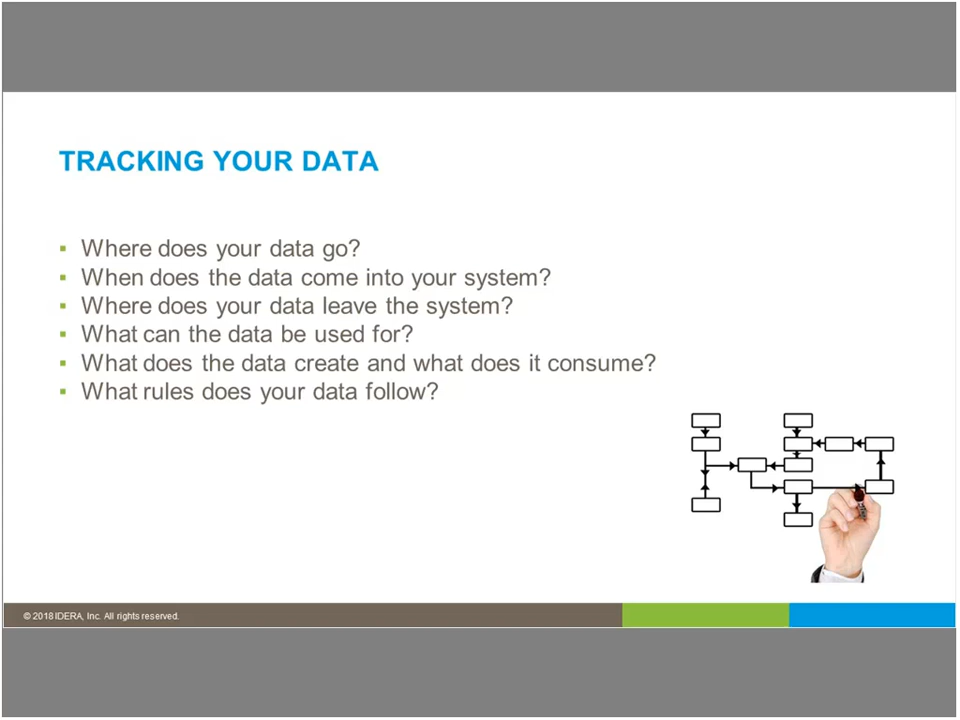 TRACKING YOUR DATA
Where does your data go?
When does the data come into your system?
Where does your data leave the system?
What can the data be used for?
What does the data create and what does it consume?
What rules does your data follow?
© 2018 IDERA, Inc. All rights reserved.